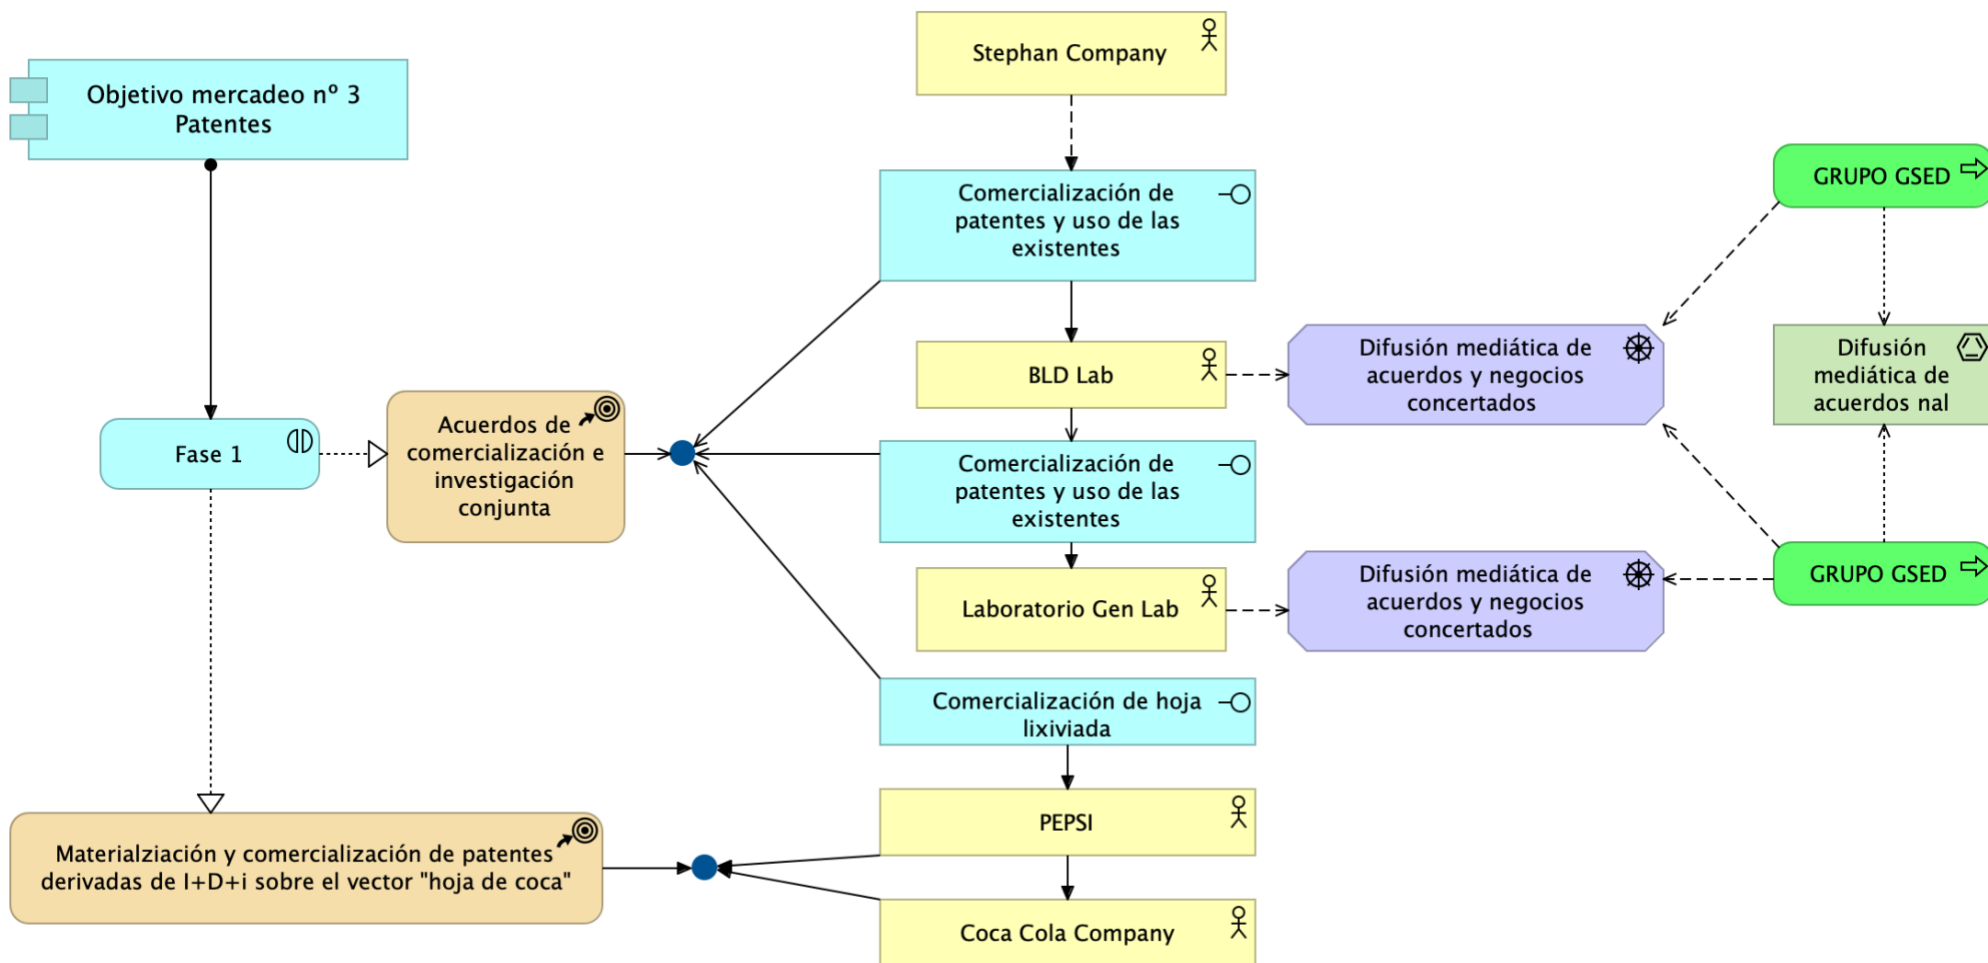 Stephan Company
Objetivo mercadeo nº 3
Patentes
Comercialización de
patentes y uso de las
existentes
GRUPO GSED
BLD Lab
Difusión mediática de
acuerdos y negocios
concertados
Difusión
mediática de
acuerdos nal
Fase 1
Acuerdos de
comercialización e
investigación
conjunta
Comercialización de
patentes y uso de las
existentes
Laboratorio Gen Lab
Difusión mediática de
acuerdos y negocios
concertados
GRUPO GSED
Comercialización de hoja
lixiviada
PEPSI
Materialziación y comercialización de patentes
derivadas de I+D+i sobre el vector "hoja de coca"
Coca Cola Company